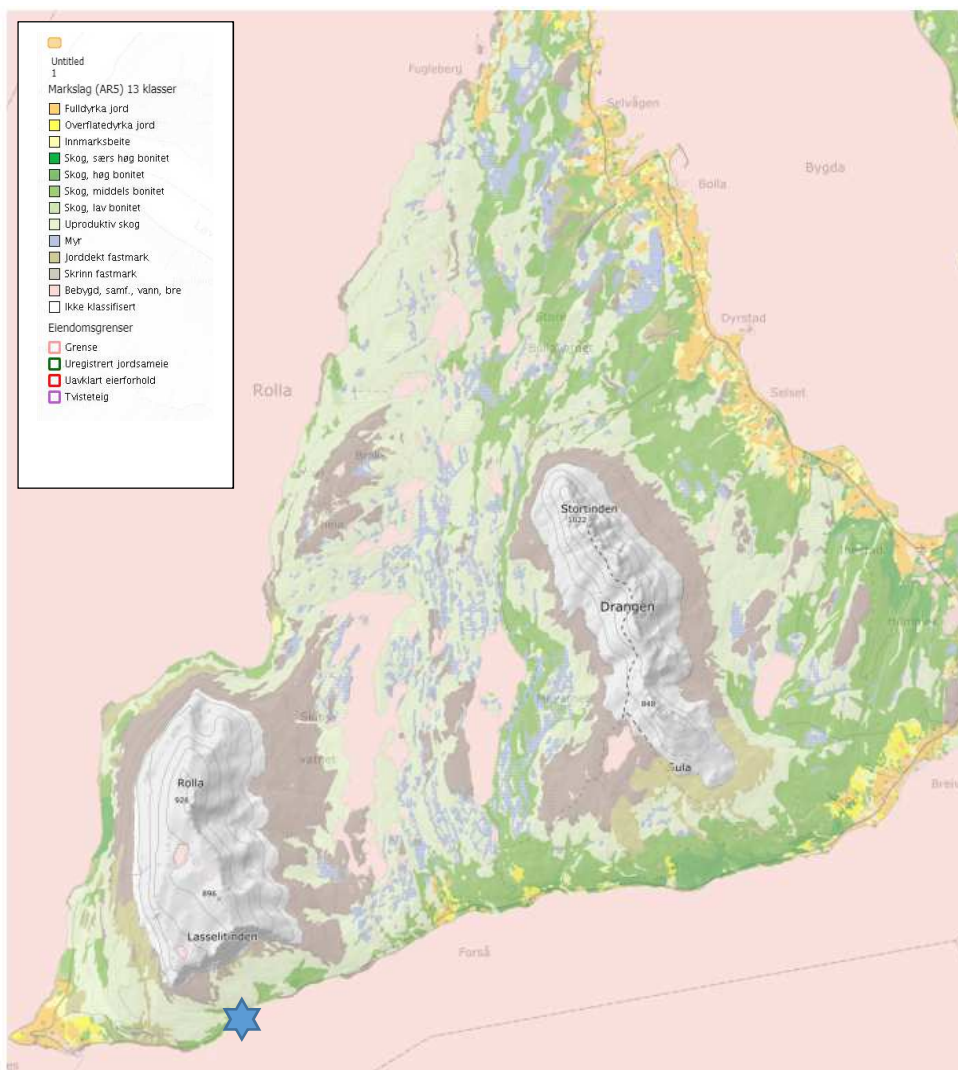 Untitled
1
Markslag (AR5) 13 klasser
Fulldyrka jord
Overflatedyrka jord
Innmarksbeite
Skog, særs høg bonitet
Skog, høg bonitet
Skog, middels bonitet
Skog, lav bonitet
Uproduktiv skog
Myr
Jorddekt fastmark
Skrinn fastmark
Bebygd, samf., vann, bre
Ikke klassifisert
Eiendomsgrenser
Grense
Uregistrert jordsameie
Uavklart eierforhold
Tvisteteig
Fugleberg
Selvågen
Bygda
Bolla
Store
Dyrstad
Rolla
Selset
Stortinden
1022
Drangen
848
Sula
vatnet
Rolla
926
896
Lasselitinden
Forså